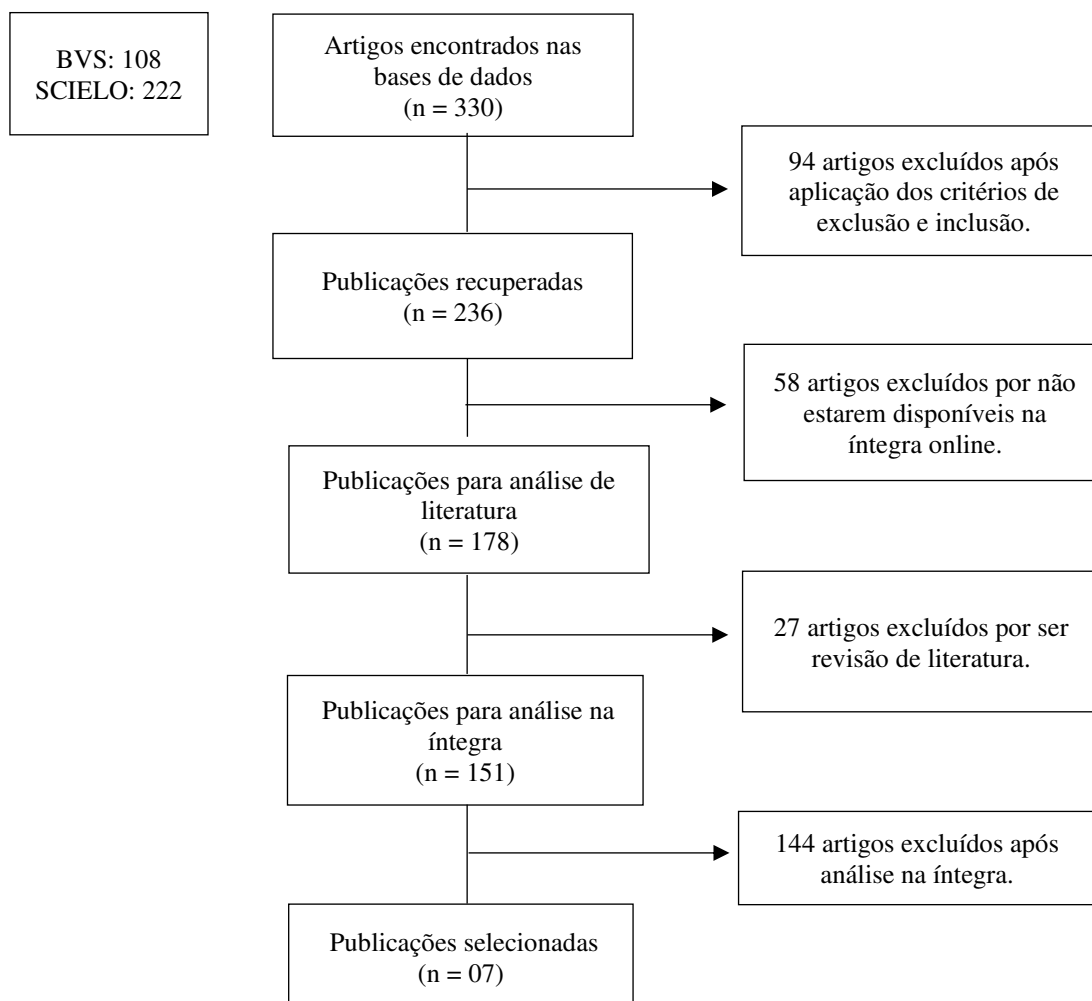 BVS: 108
SCIELO: 222
Artigos encontrados nas
bases de dados
(n = 330)
94 artigos excluídos após
aplicação dos critérios de
exclusão e inclusão.
Publicações recuperadas
(n = 236)
58 artigos excluídos por não
estarem disponíveis na
íntegra online.
Publicações para análise de
literatura
(n = 178)
27 artigos excluídos por ser
revisão de literatura.
Publicações para análise na
íntegra
(n = 151)
144 artigos excluídos após
análise na íntegra.
Publicações selecionadas
(n = 07)